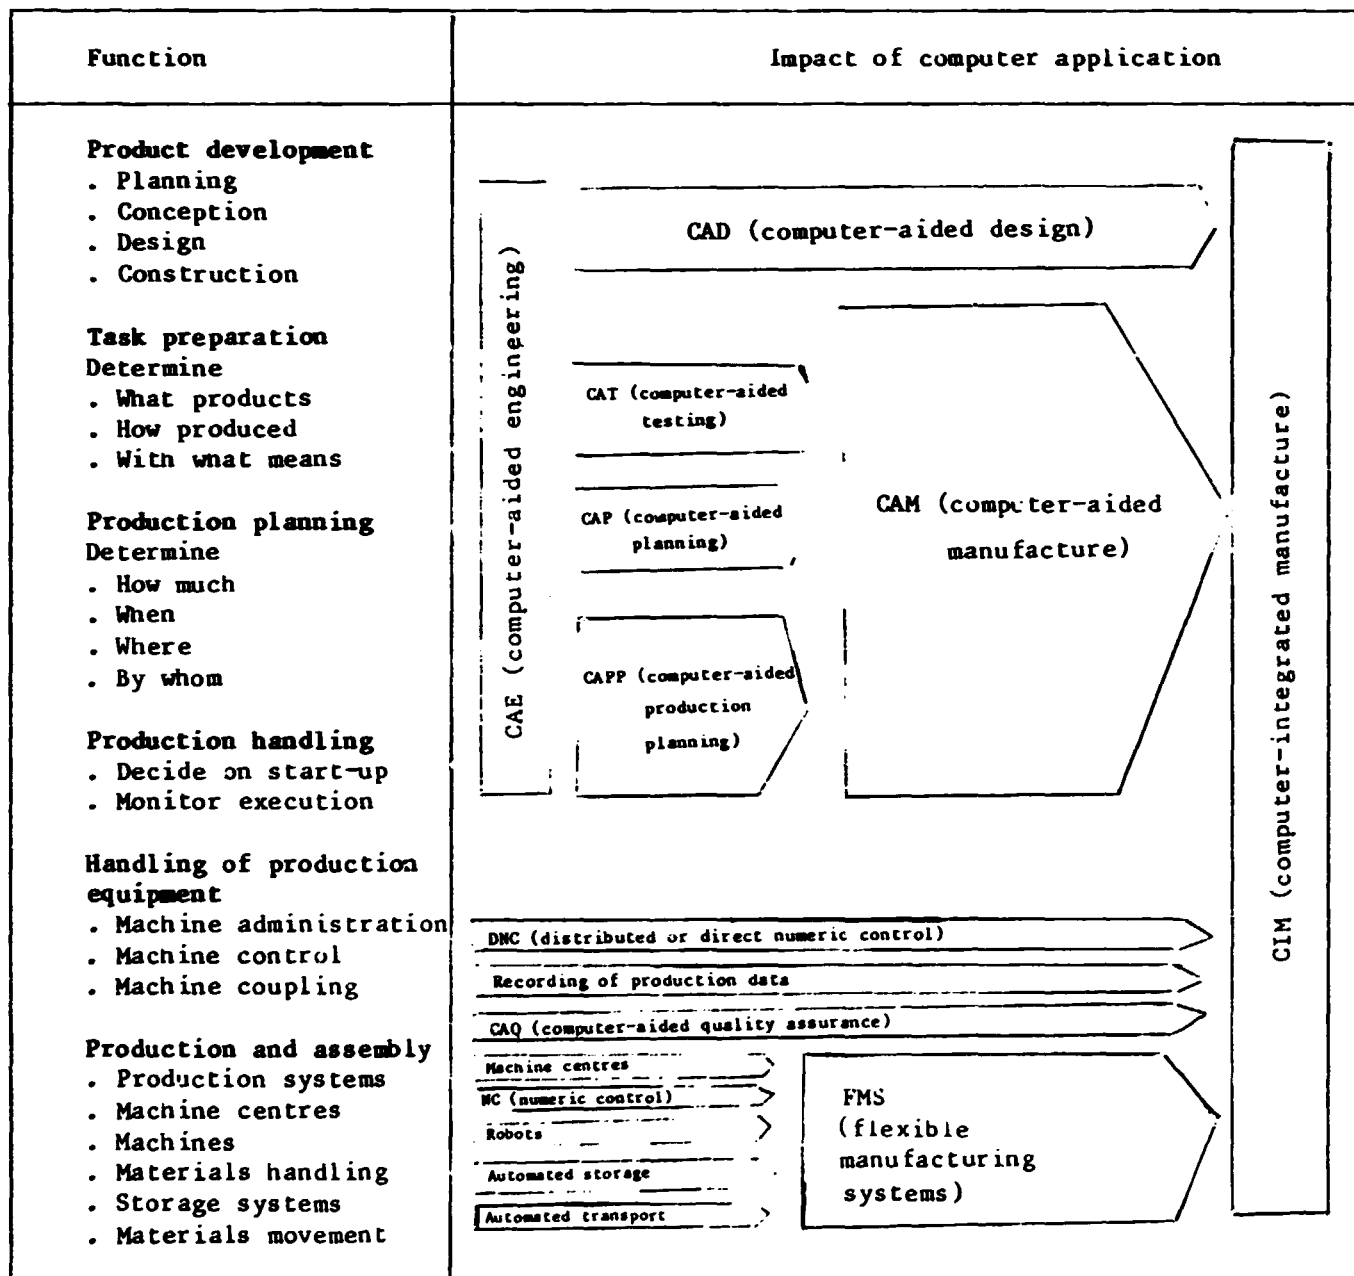 Function
Impact of computer application
Product development
. Planning
. Conception
. Design
. Construction
Task preparation
Determine
. What products
. How produced
. With wnat means
Production planning
Determine
. How much
. When
. Where
. By whom
Production handling
. Decide on start-up
. Monitor execution
Handling of production
equipment
. Machine administration
. Machine control
. Machine coupling
Production and assembly
. Production systems
. Machine centres
. Machines
. Materials handling
. Storage systems
. Materials movement
CAE (computer-aided engineering)
CAD (computer-aided design)
CAT (computer-aided
testing)
CAP (computer-aided
planning)
CAPP (computer-aided
production
planning)
CAM (computer-aided
manufacture)
DNC (distributed or direct numeric control)
Recording of production data
CAQ (computer-aided quality assurance)
Machine centres
NC (numeric control)
Robots
Automated storage
Automated transport
FMS
(flexible
manufacturing
systems)
CIM (computer-integrated manufacture)